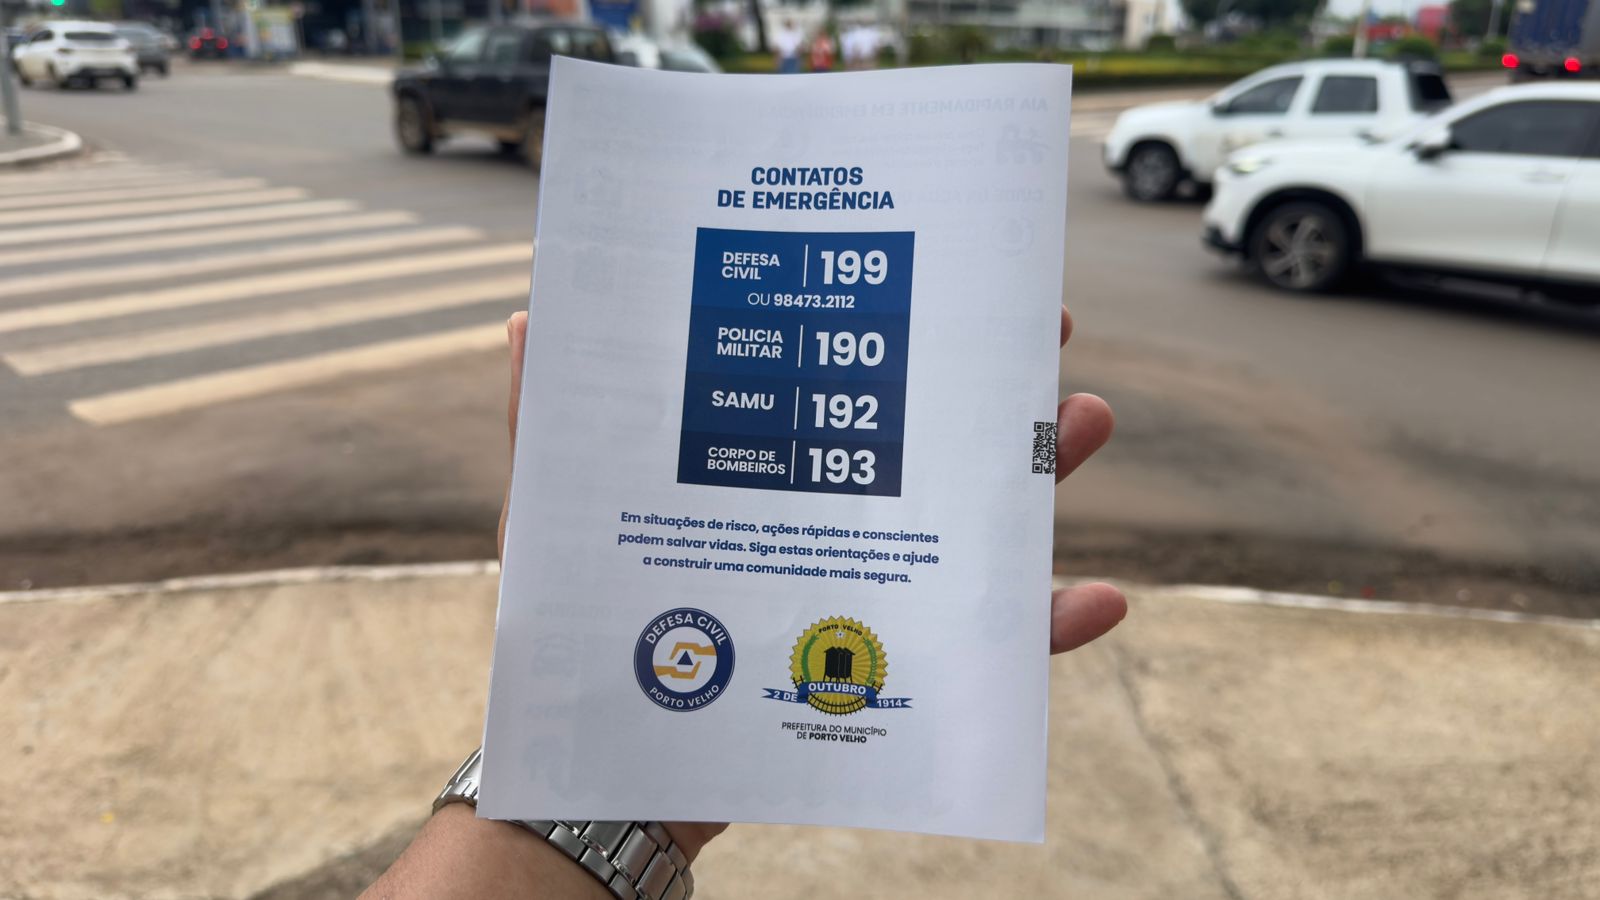 CONTATOS
DE EMERGÊNCIA
DEFESA
CIVIL
199
OU 98473.2112
POLICIA
MILITAR
190
SAMU
192
CORPO DE
BOMBEIROS
193
Em situações de risco, ações rápidas e conscientes
podem salvar vidas. Siga estas orientações e ajude
a construir uma comunidade mais segura.
DEFESA CIVIL
PORTO VELHO
PORTO VELHO
2 DE OUTUBRO 1914
PREFEITURA DO MUNICÍPIO
DE PORTO VELHO